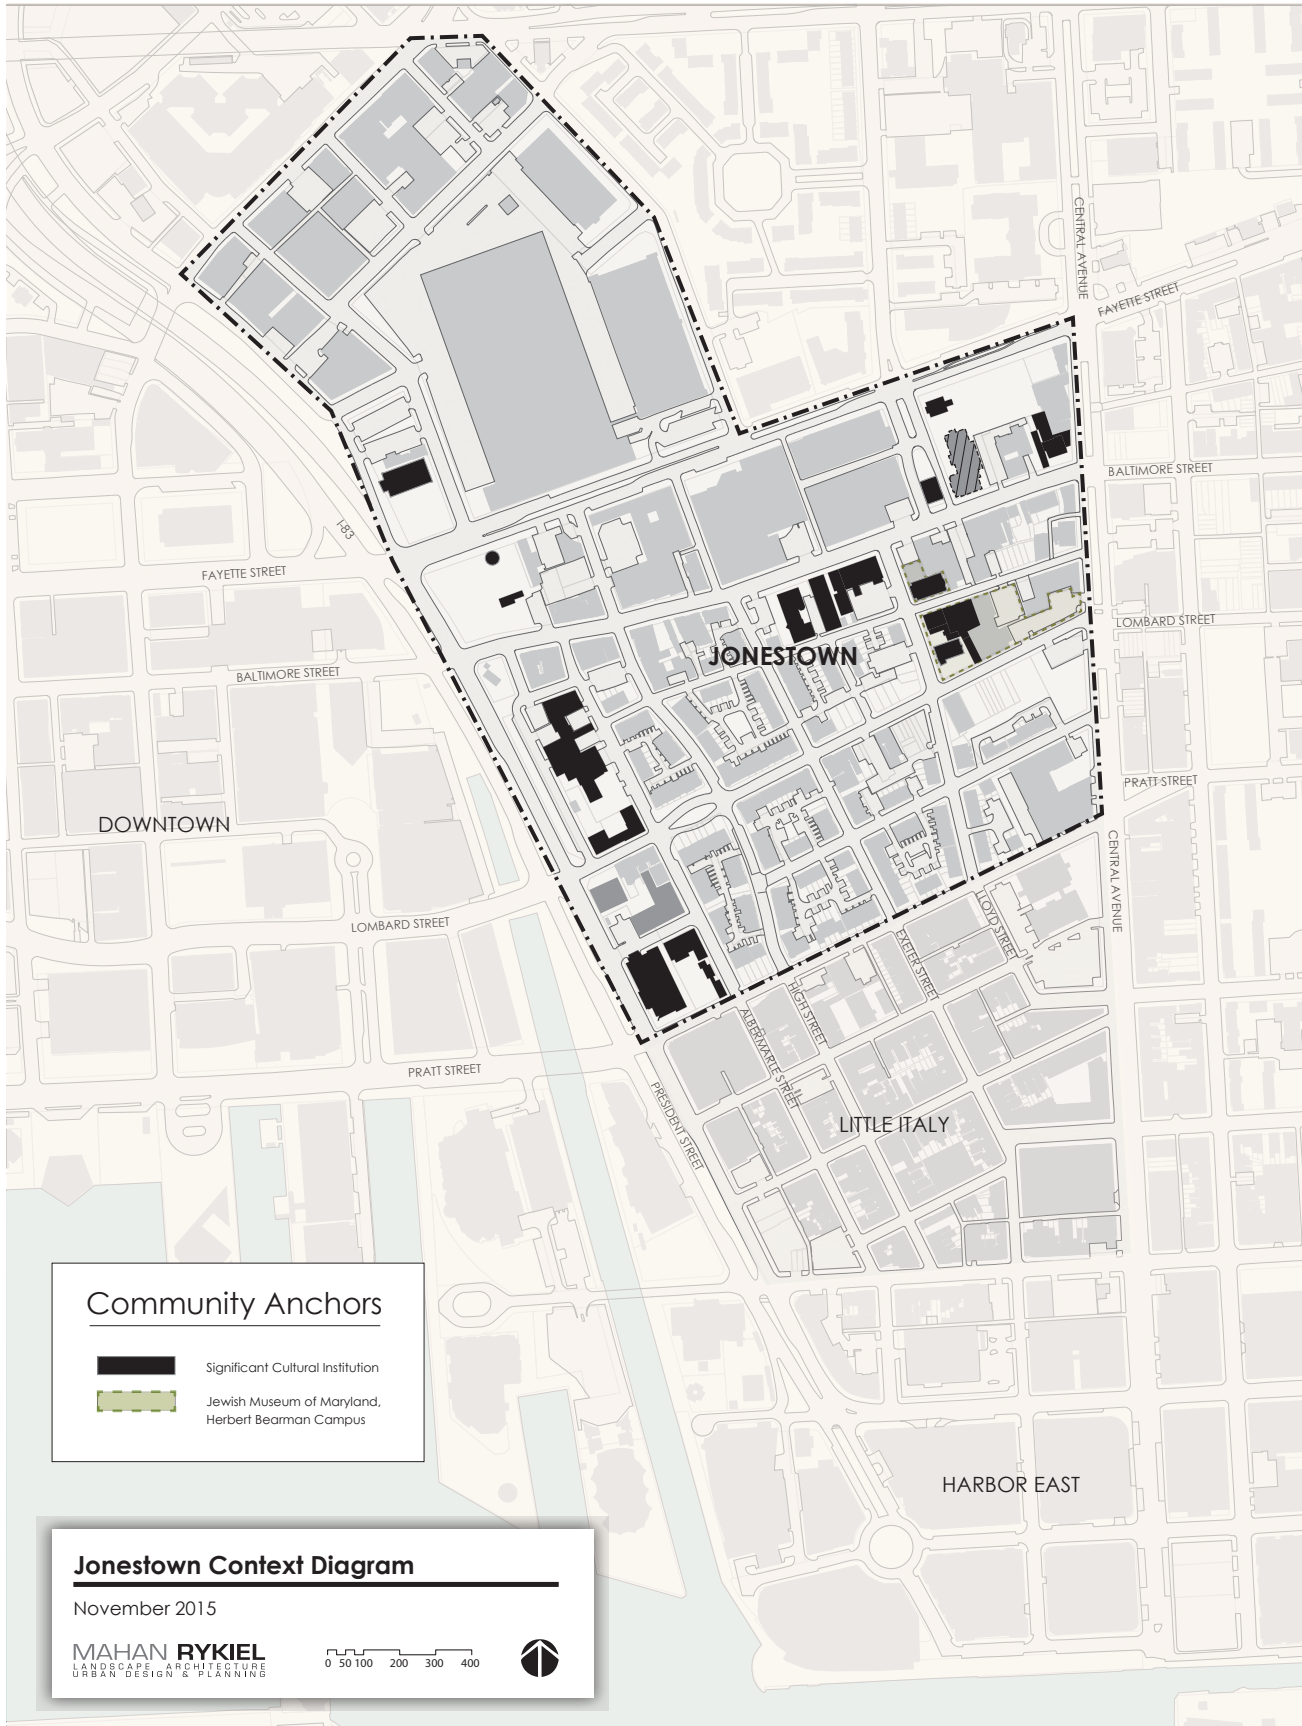 CENTRAL AVENUE
FAYETTE STREET
BALTIMORE STREET
I-83
FAYETTE STREET
LOMBARD STREET
JONESTOWN
BALTIMORE STREET
PRATT STREET
DOWNTOWN
CENTRAL AVENUE
LOMBARD STREET
LLOYD STREET
EXETER STREET
HIGH STREET
ALBERMARLE STREET
PRATT STREET
PRESIDENT STREET
LITTLE ITALY
Community Anchors
Significant Cultural Institution
Jewish Museum of Maryland,
Herbert Bearman Campus
HARBOR EAST
Jonestown Context Diagram
November 2015
MAHAN RYKIEL
LANDSCAPE ARCHITECTURE
URBAN DESIGN & PLANNING
0 50 100 200 300 400